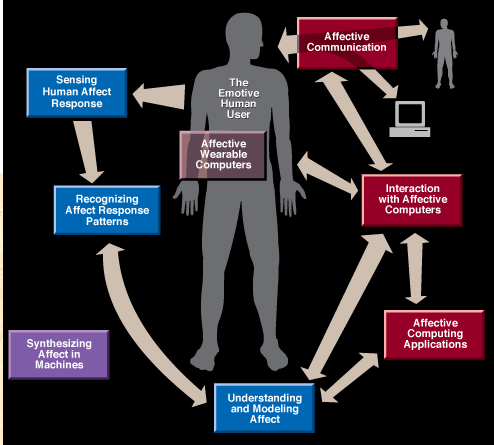 Affective
Communication
Sensing
Human Affect
Response
The
Emotive
Human
User
Affective
Wearable
Computers
Recognizing
Affect Response
Patterns
Interaction
with Affective
Computers
Affective
Computing
Applications
Synthesizing
Affect in
Machines
Understanding
and Modeling
Affect